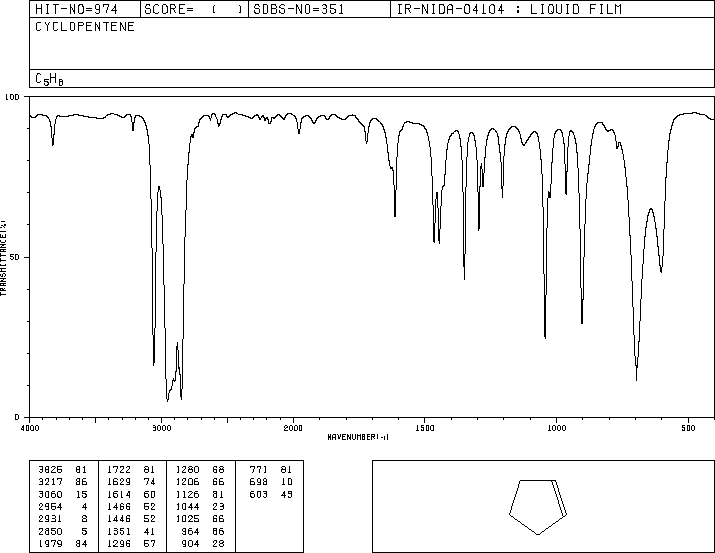 HIT-NO=974 SCORE= ( ) SDBS-NO=351 IR-NIDA-04104 : LIQUID FILM
CYCLOPENTENE
C5H8
100
50
0
TRANSMITTANCE(%)
4000 3000 2000 1500 1000 500
WAVENUMBER(-1)
3825 81 1722 81 1280 68 771 81
3217 86 1629 74 1206 66 698 10
3060 15 1614 60 1126 81 603 43
2954 4 1466 52 1044 23
2931 8 1446 52 1025 66
2850 5 1351 41 964 66
1979 84 1296 57 904 28